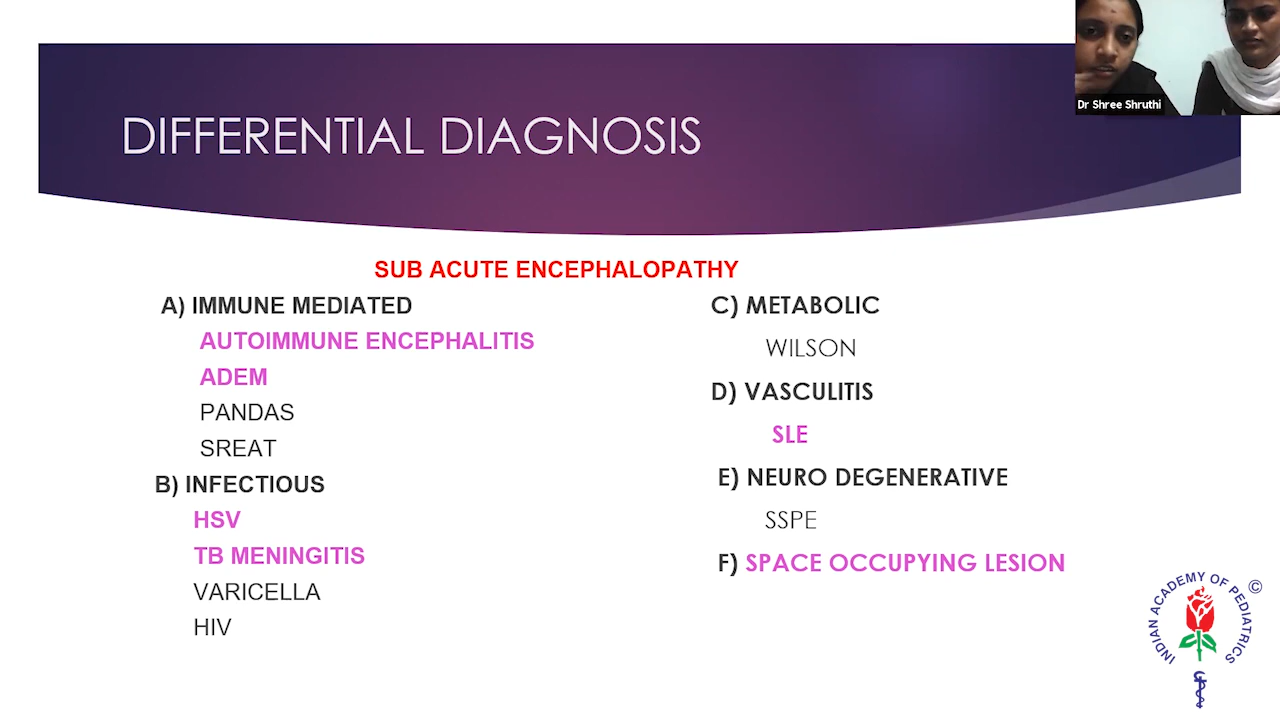 Dr Shree Shruthi
DIFFERENTIAL DIAGNOSIS
SUB ACUTE ENCEPHALOPATHY
A) IMMUNE MEDIATED
AUTOIMMUNE ENCEPHALITIS
ADEM
PANDAS
SREAT
B) INFECTIOUS
HSV
TB MENINGITIS
VARICELLA
HIV
C) METABOLIC
WILSON
D) VASCULITIS
SLE
E) NEURO DEGENERATIVE
SSPE
F) SPACE OCCUPYING LESION
INDIAN ACADEMY OF PEDIATRICS
©